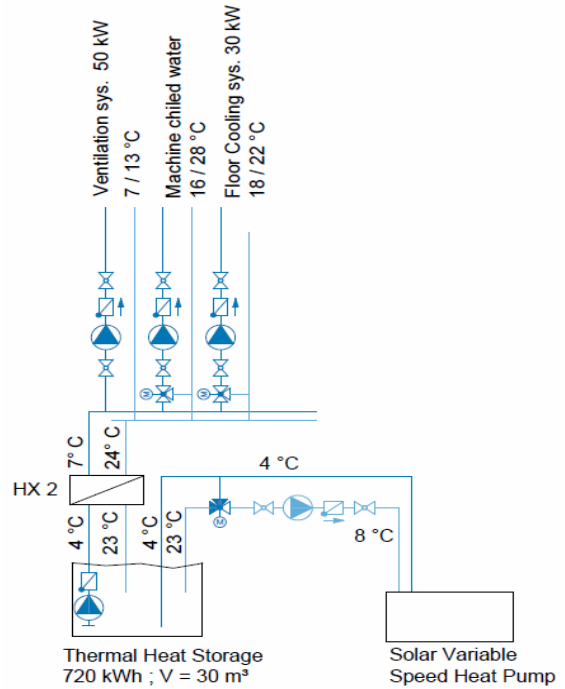 Ventilation sys. 50 kW
7 / 13 °C
Machine chiled water
16 / 28 °C
Floor Cooling sys. 30 kW
18 / 22 °C
M
M
7° C
24° C
HX 2
4 °C
4 °C
23 °C
4 °C
23 °C
M
8 °C
Thermal Heat Storage
720 kWh ; V = 30 m³
Solar Variable
Speed Heat Pump